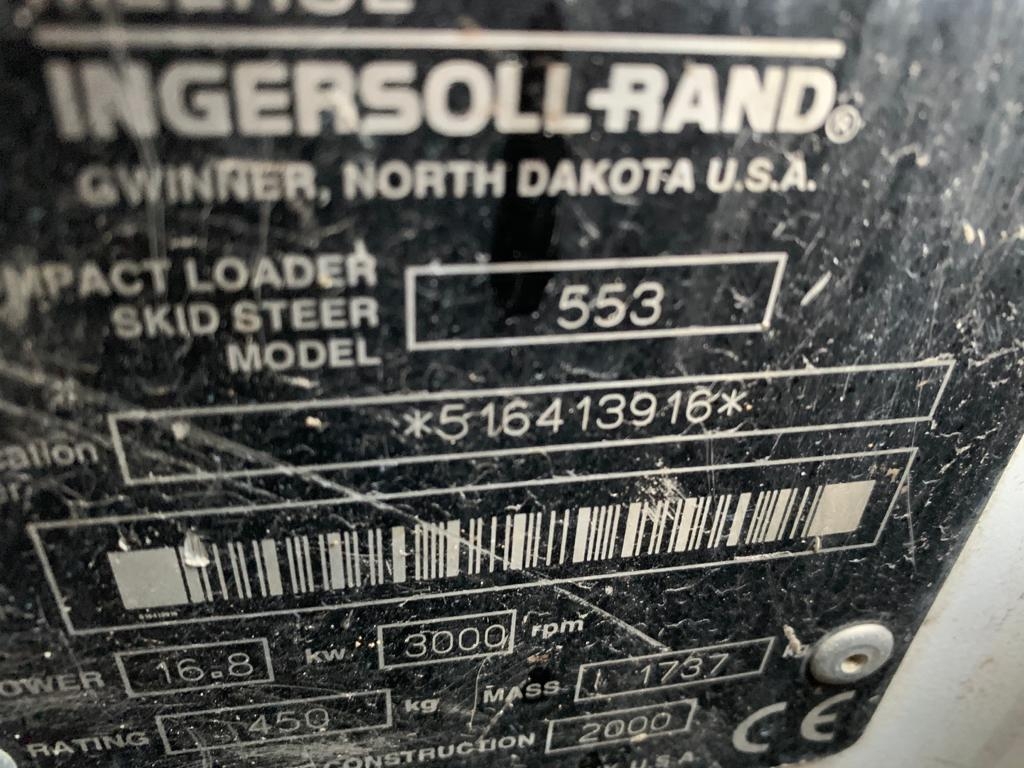 INGERSOLL-RAND®
GWINNER, NORTH DAKOTA U.S.A.
MPACT LOADER
SKID STEER
MODEL
553
*516413916*
16.8 kw 3000 rpm
OWER
MASS 1737 kg
RATING 450 kg
CONSTRUCTION 2000
CE
U.S.A.